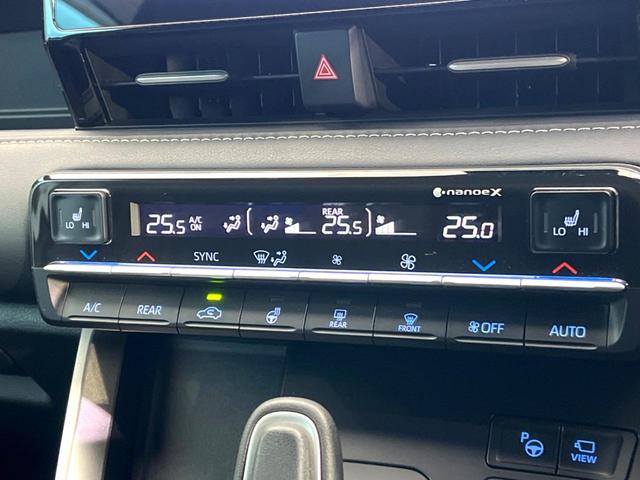 nanoeX
LO HI
25.5 A/C ON
REAR 25.5
25.0
LO HI
SYNC
A/C
REAR
REAR
FRONT
OFF
AUTO
P
VIEW